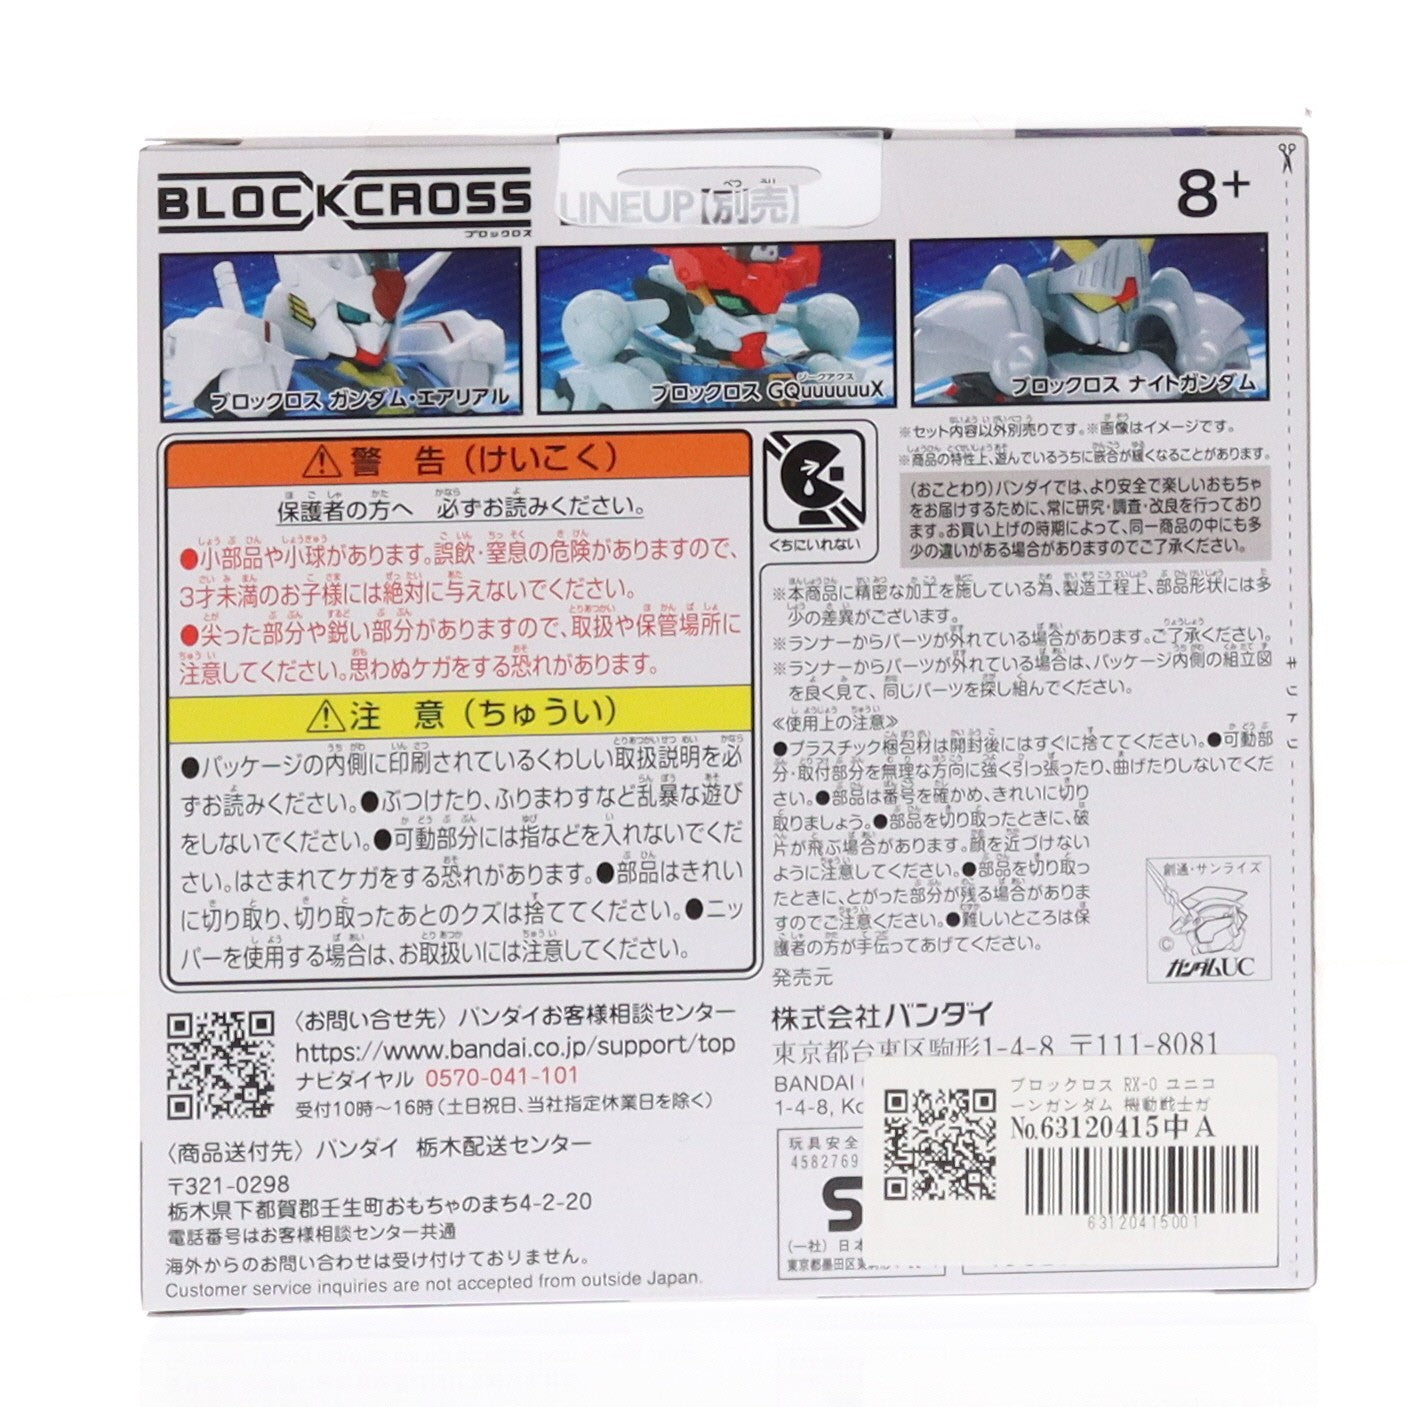 BLOCKCROSS
ブロックロス
LINEUP【別売】
8+
ブロックロス ガンダム・エアリアル
ブロックロス GQuuuuuuX
ブロックロス ナイトガンダム
※セット内容以外別売りです。※画像はイメージです。
※商品の特性上、遊んでいるうちに嵌合が緩くなることがあります。
(おことわり)バンダイでは、より安全で楽しいおもちゃ
をお届けするために、常に研究・調査・改良を行っており
ます。お買い上げの時期によって、同一商品の中にも多
少の違いがある場合がありますのでご了承ください。
警 告(けいこく)
保護者の方へ 必ずお読みください。
●小部品や小球があります。誤飲・窒息の危険がありますので、
3才未満のお子様には絶対に与えないでください。
●尖った部分や鋭い部分がありますので、取扱や保管場所に
注意してください。思わぬケガをする恐れがあります。
注 意(ちゅうい)
●パッケージの内側に印刷されているくわしい取扱説明を必
ずお読みください。●ぶつけたり、ふりまわすなど乱暴な遊び
をしないでください。●可動部分には指などを入れないでくだ
さい。はさまれてケガをする恐れがあります。●部品はきれい
に切り取り、切り取ったあとのクズは捨ててください。●ニッ
パーを使用する場合は、お取扱いには注意してください。
くちにいれない
※本商品に精密な加工を施している為、製造工程上、部品形状には多
少の差異がございます。
※ランナーからパーツが外れている場合があります。ご了承ください。
※ランナーからパーツが外れている場合は、パッケージ内側の組立図
を良く見て、同じパーツを探し組んでください。
≪使用上の注意≫
●プラスチック梱包材は開封後にはすぐに捨ててください。●可動部
分・取付部分を無理な方向に強く引っ張ったり、曲げたりしないでくだ
さい。●部品は番号を確かめ、きれいに切り
取りましょう。●部品を切り取ったときに、破
片が飛ぶ場合があります。顔を近づけない
ように注意してください。●部品を切り取っ
たときに、とがった部分が残る場合がありま
すのでご注意ください。●難しいところは保
護者の方が手伝ってあげてください。
創通・サンライズ
©
ガンダムUC
発売元
株式会社バンダイ
東京都台東区駒形1-4-8 〒111-8081
BANDAI
1-4-8, Ko
〈お問い合せ先〉バンダイお客様相談センター
https://www.bandai.co.jp/support/top
ナビダイヤル 0570-041-101
受付10時~16時(土日祝日、当社指定休業日を除く)
〈商品送付先〉バンダイ 栃木配送センター
〒321-0298
栃木県下都賀郡壬生町おもちゃのまち4-2-20
電話番号はお客様相談センター共通
海外からのお問い合わせは受け付けておりません。
Customer service inquiries are not accepted from outside Japan.
玩具安全
4582769
S
(一社)日本
東京都墨田区
ブロックロス RX-0 ユニコ
ーンガンダム 機動戦士ガ
No.63120415中A
63120415001